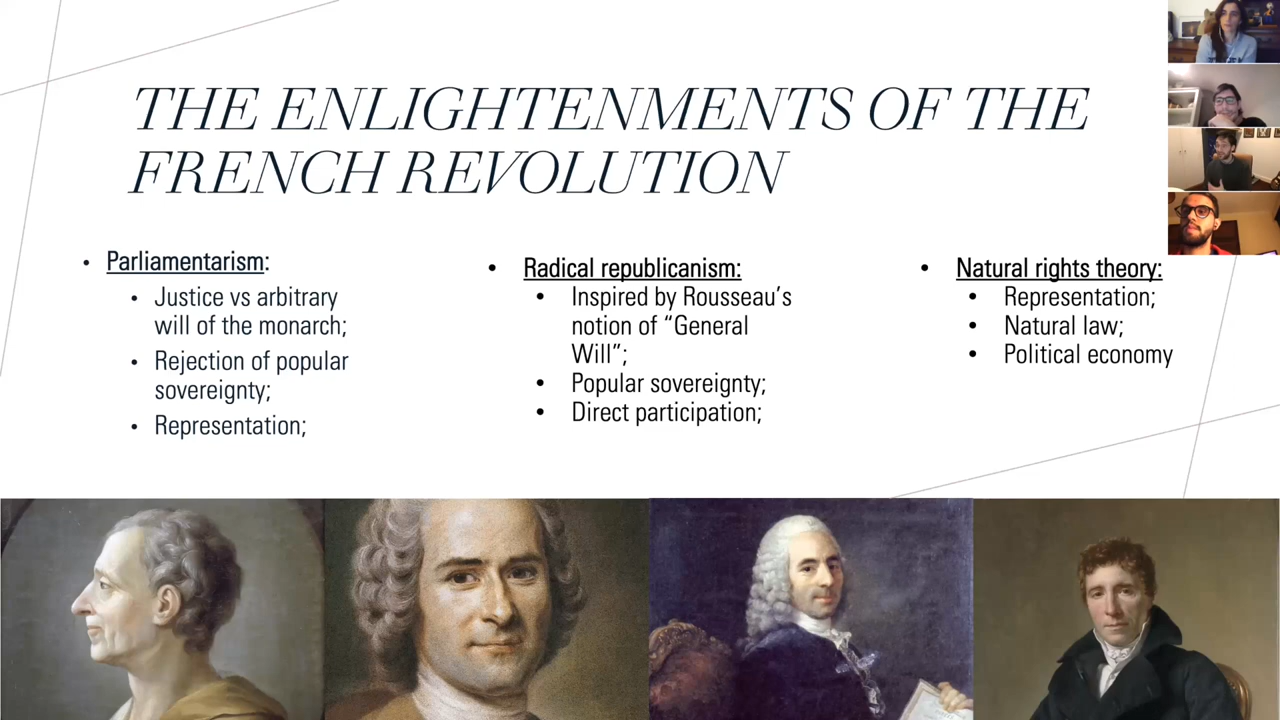 THE ENLIGHTENMENTS OF THE
FRENCH REVOLUTION
• Parliamentarism:
• Justice vs arbitrary
will of the monarch;
• Rejection of popular
sovereignty;
• Representation;
• Radical republicanism:
• Inspired by Rousseau’s
notion of “General
Will”;
• Popular sovereignty;
• Direct participation;
• Natural rights theory:
• Representation;
• Natural law;
• Political economy